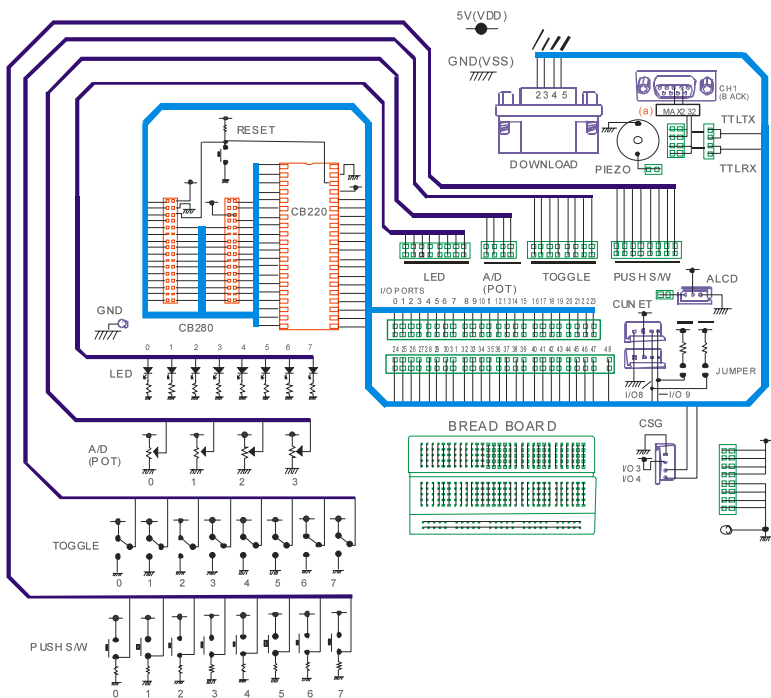 5V(VDD)
GND(VSS)
2 3 4 5
DOWNLOAD
CH1
(BACK)
(a)
MAX232
TTLTX
TTLRX
PIEZO
RESET
CB220
CB280
GND
LED
A/D
(POT)
TOGGLE
PUSH S/W
ALCD
I/O PORTS
0 1 2 3 4 5 6 7 8 9 10 11 12 13 14 15 16 17 18 19 20 21 22 23
24 25 26 27 28 29 30 31 32 33 34 35 36 37 38 39 40 41 42 43 44 45 46 47 48
CUNET
JUMPER
I/O8
I/O 9
0 1 2 3 4 5 6 7
LED
BREAD BOARD
CSG
I/O 3
I/O 4
A/D
(POT)
0 1 2 3
TOGGLE
0 1 2 3 4 5 6 7
PUSH S/W
0 1 2 3 4 5 6 7